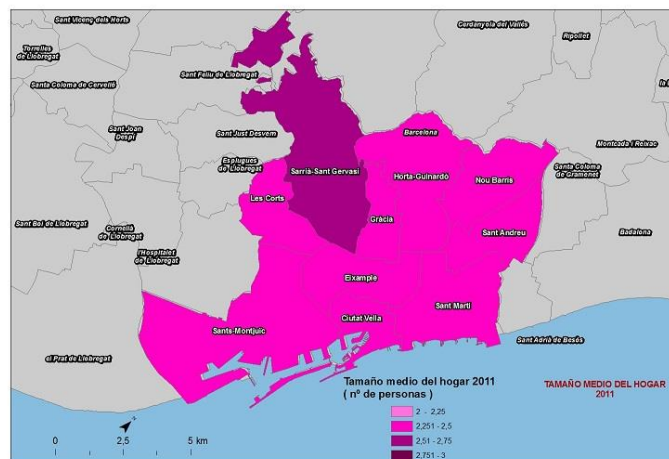 Sant Vicenç dels Horts
Cerdanyola del Vallès
Ripollet
Torrelles
de Llobregat
Sant Feliu de Llobregat
Santa Coloma de Cervelló
Sant Joan
Despí
Sant Just Desvern
Barcelona
Montcada i Reixac
Esplugues
de Llobregat
Sarrià-Sant Gervasi
Horta-Guinardó
Nou Barris
Santa Coloma
de Gramenet
Les Corts
Gràcia
Sant Boi de Llobregat
Cornellà
de Llobregat
Sant Andreu
Badalona
l'Hospitalet
de Llobregat
Eixample
Sant Martí
Ciutat Vella
Sants-Montjuïc
Sant Adrià de Besòs
el Prat de Llobregat
Tamaño medio del hogar 2011
( nº de personas )
TAMAÑO MEDIO DEL HOGAR
2011
2 - 2,25
2,251 - 2,5
2,51 - 2,75
2,751 - 3
0 2,5 5 km